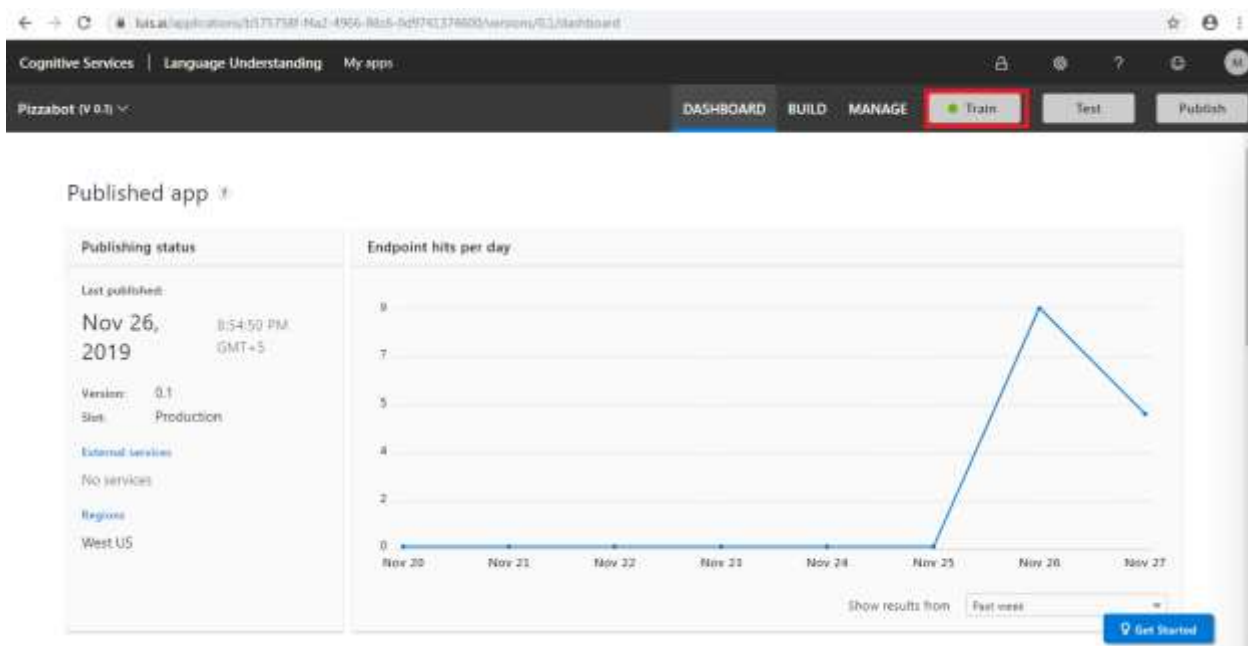 luis.ai
Cognitive Services | Language Understanding My apps
?
M
Pizzabot (V 0.1)
DASHBOARD BUILD MANAGE Train Test Publish
Published app
Publishing status
Endpoint hits per day
Last published:
Nov 26, 2019
8:54:50 PM
GMT+5
Version: 0.1
Slot: Production
External services
No services
Regions
West US
9
7
5
4
2
0
Nov 20 Nov 21 Nov 22 Nov 23 Nov 24 Nov 25 Nov 26 Nov 27
Show results from Past week
Get Started